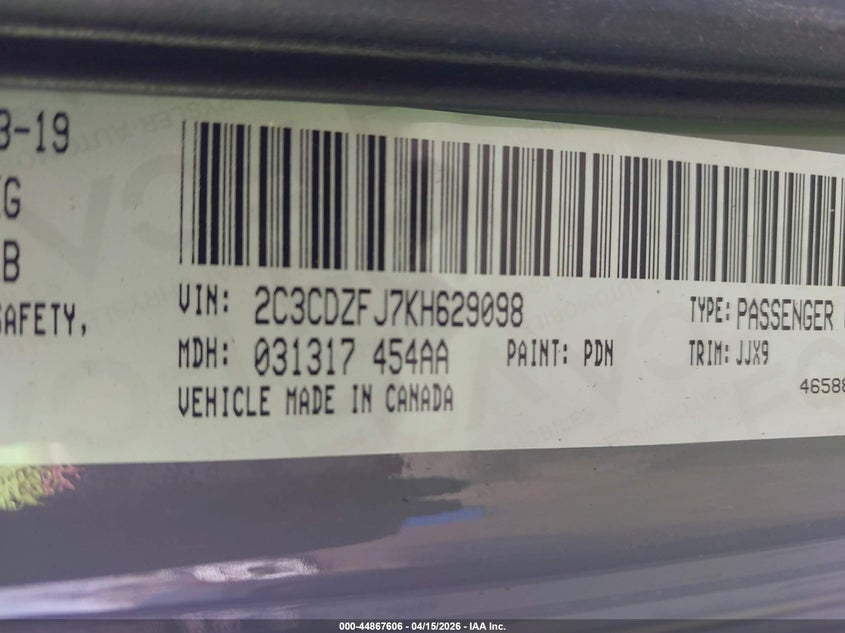 3-19
G
B
SAFETY,
VIN: 2C3CDZFJ7KH629098
TYPE: PASSENGER
MDH: 031317 454AA
PAINT: PDN
TRIM: JJX9
VEHICLE MADE IN CANADA
4658
000-44867606 - 04/15/2026 - IAA Inc.